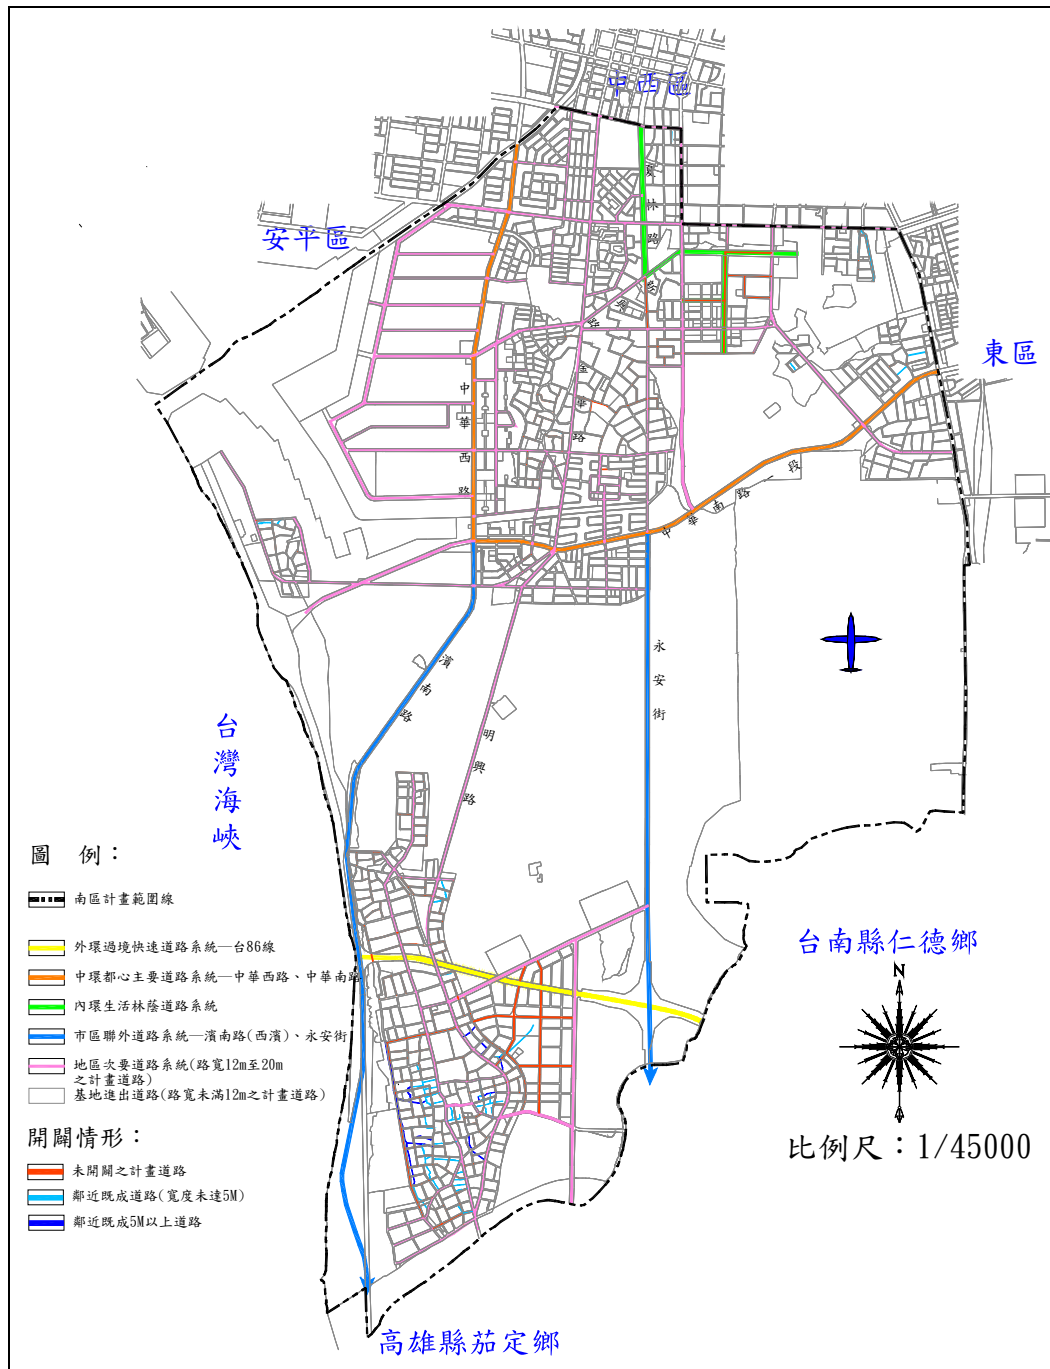 中西區
夏林路
安平區
新興路
東區
金華路
中華西路
中華南路一段
永安街
濱南路
明興路
台灣海峽
圖 例：
南區計畫範圍線
外環過境快速道路系統—台86線
中環都心主要道路系統—中華西路、中華南路
內環生活林蔭道路系統
市區聯外道路系統—濱南路(西濱)、永安街
地區次要道路系統(路寬12m至20m
之計畫道路)
基地進出道路(路寬未滿12m之計畫道路)
開闢情形：
未開闢之計畫道路
鄰近既成道路(寬度未達5M)
鄰近既成5M以上道路
台南縣仁德鄉
N
比例尺：1/45000
高雄縣茄定鄉